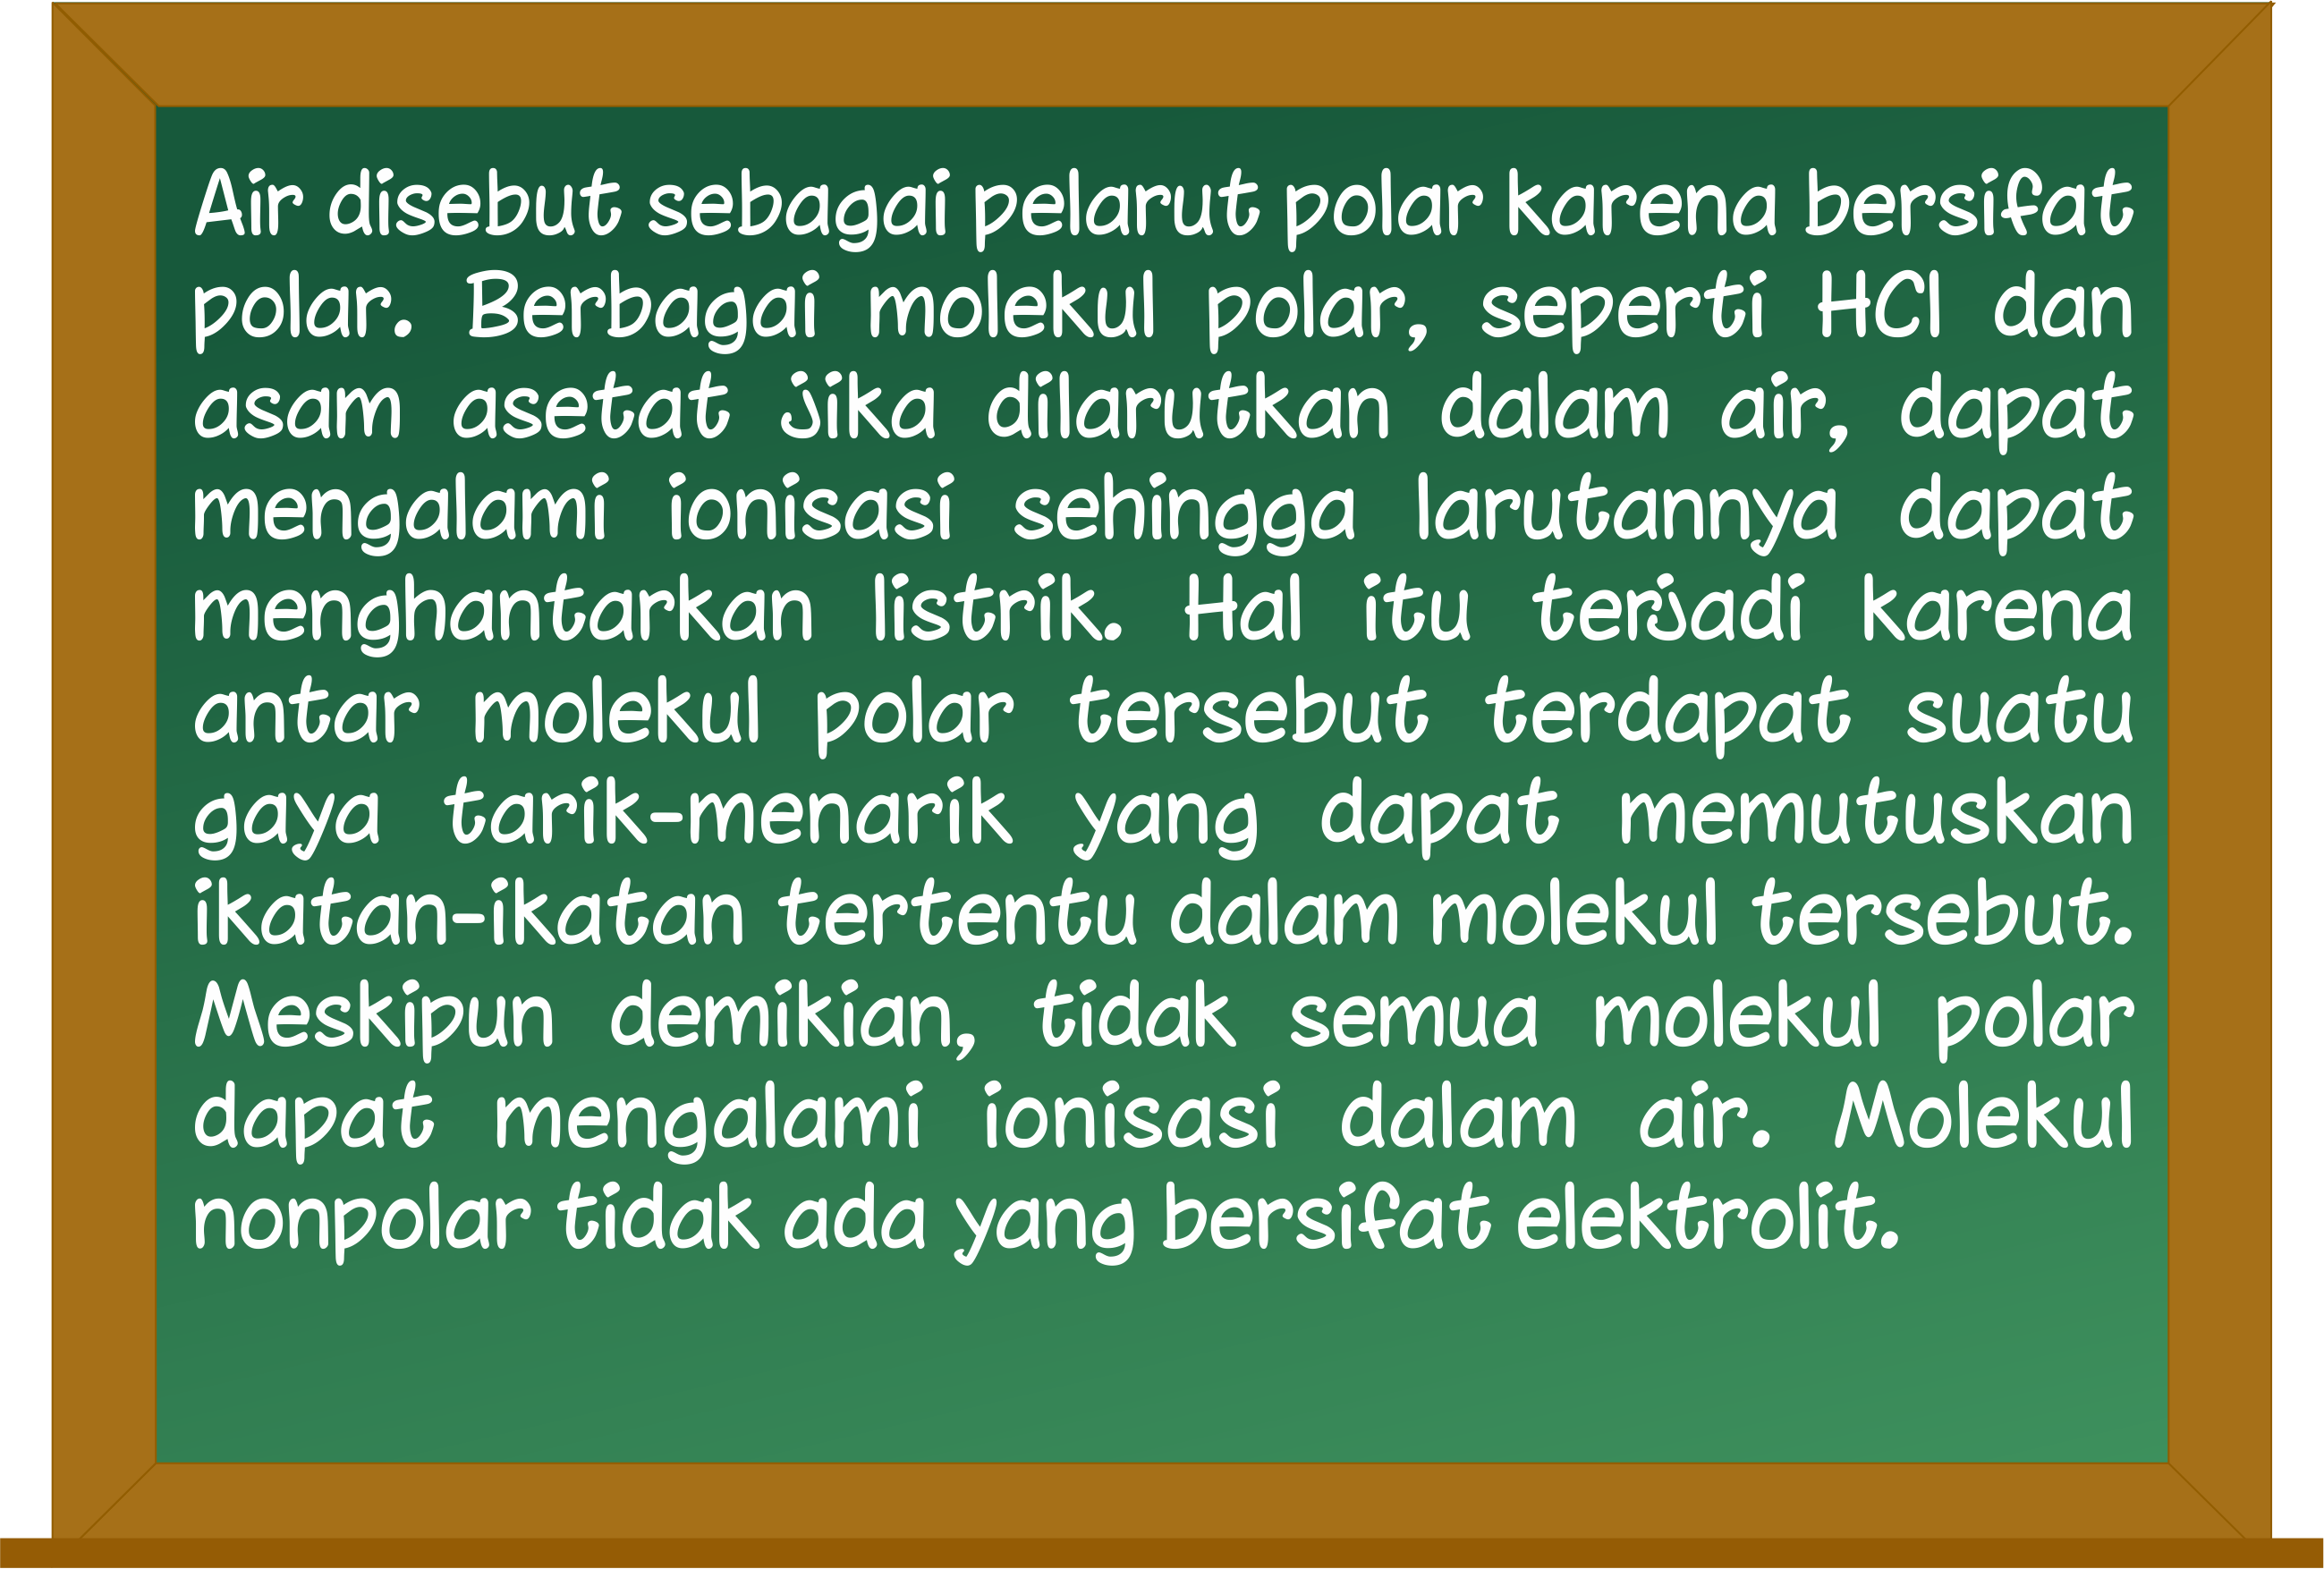 Air disebut sebagai pelarut polar karena bersifat
polar. Berbagai molekul polar, seperti HCl dan
asam asetat jika dilarutkan dalam air, dapat
mengalami ionisasi sehingga larutannya dapat
menghantarkan listrik. Hal itu terjadi karena
antar molekul polar tersebut terdapat suatu
gaya tarik-menarik yang dapat memutuskan
ikatan-ikatan tertentu dalam molekul tersebut.
Meskipun demikian, tidak semua molekul polar
dapat mengalami ionisasi dalam air. Molekul
nonpolar tidak ada yang bersifat elektrolit.